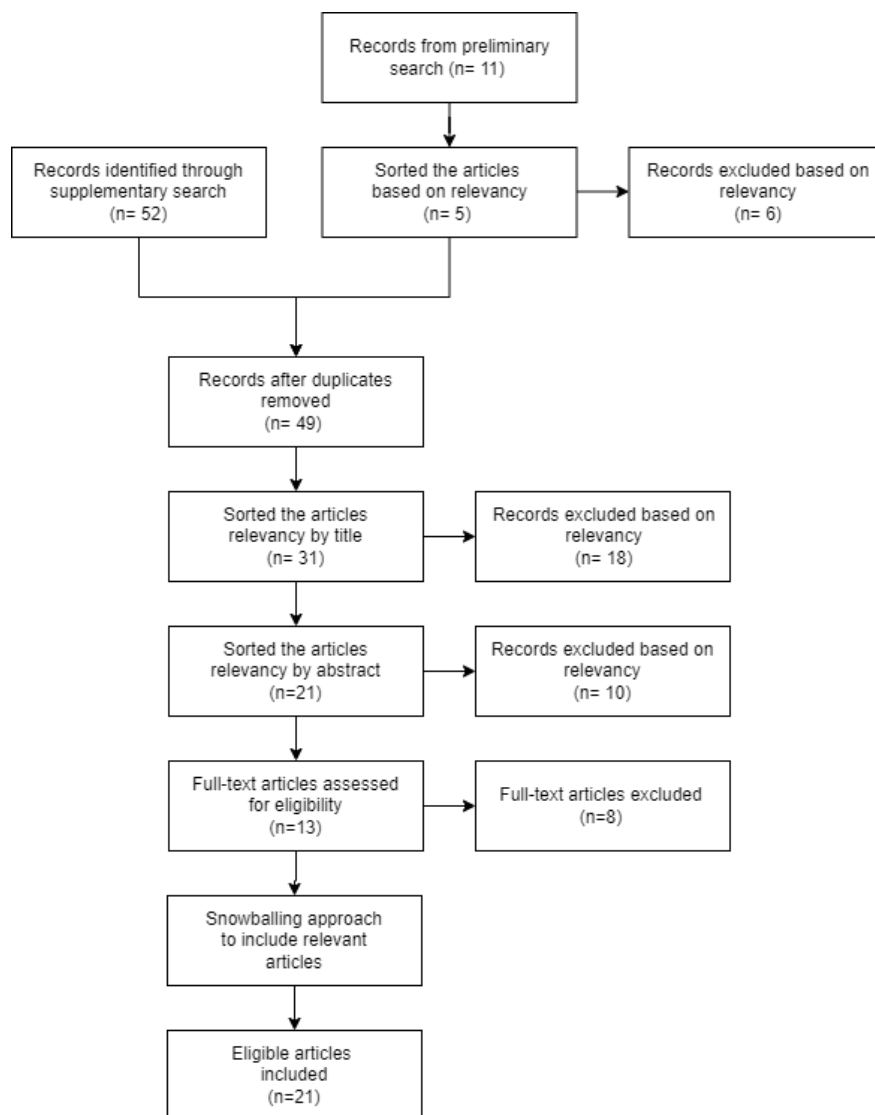 Records from preliminary
search (n= 11)
Records identified through
supplementary search
(n= 52)
Sorted the articles
based on relevancy
(n= 5)
Records excluded based on
relevancy
(n= 6)
Records after duplicates
removed
(n= 49)
Sorted the articles
relevancy by title
(n= 31)
Records excluded based on
relevancy
(n= 18)
Sorted the articles
relevancy by abstract
(n=21)
Records excluded based on
relevancy
(n= 10)
Full-text articles assessed
for eligibility
(n=13)
Full-text articles excluded
(n=8)
Snowballing approach
to include relevant
articles
Eligible articles
included
(n=21)